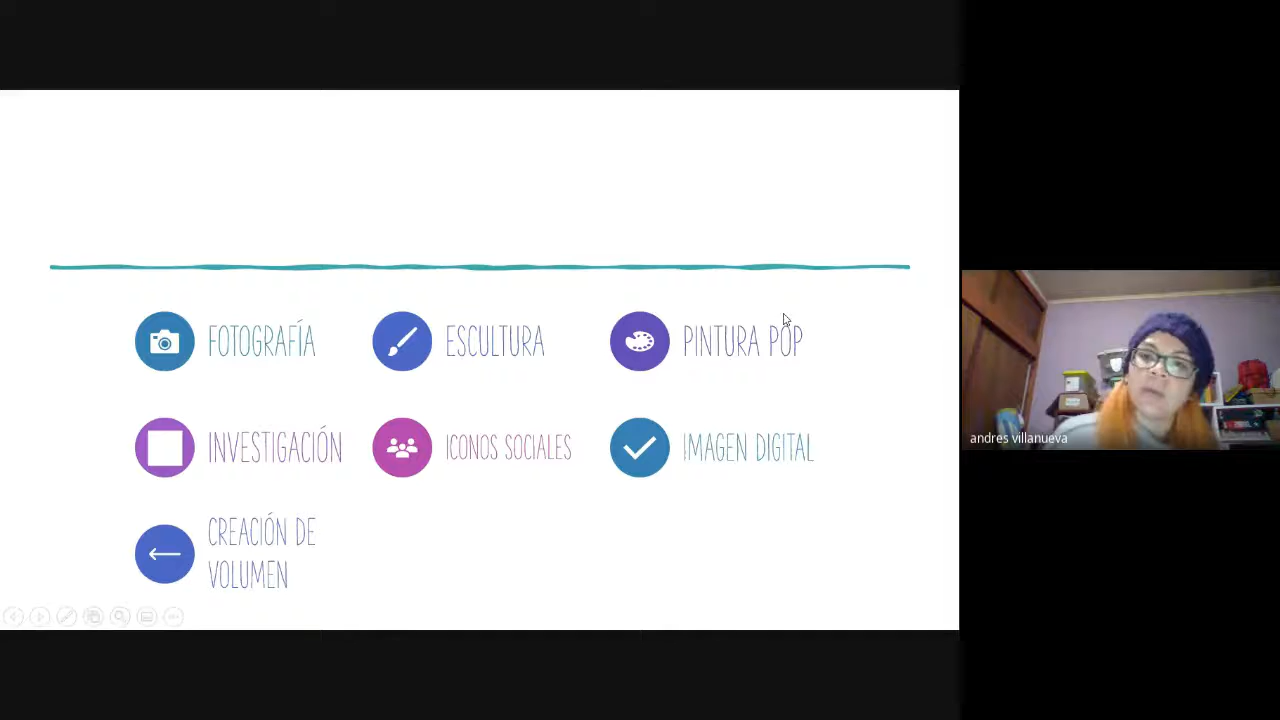 FOTOGRAFÍA
ESCULTURA
PINTURA POP
INVESTIGACIÓN
ICONOS SOCIALES
IMAGEN DIGITAL
CREACIÓN DE
VOLUMEN
andres villanueva